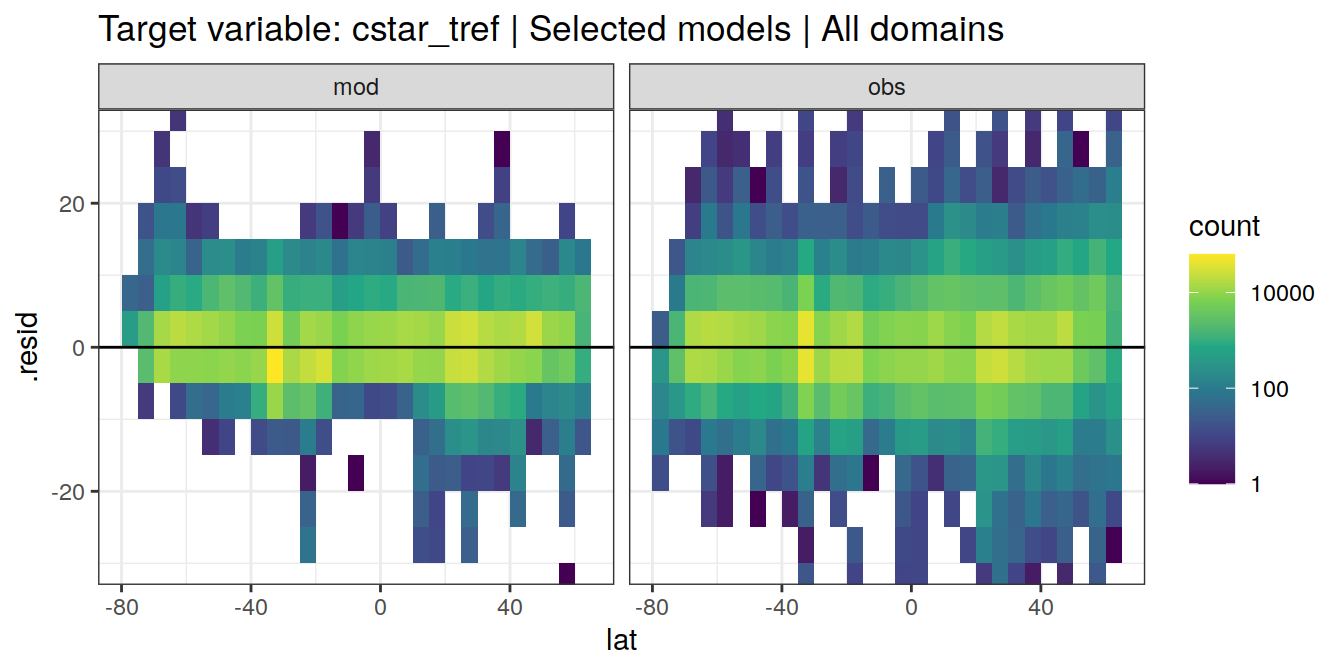 Target variable: cstar_tref | Selected models | All domains
mod
obs
.resid
20
0
-20
-80
-40
0
40
-80
-40
0
40
lat
count
10000
100
1